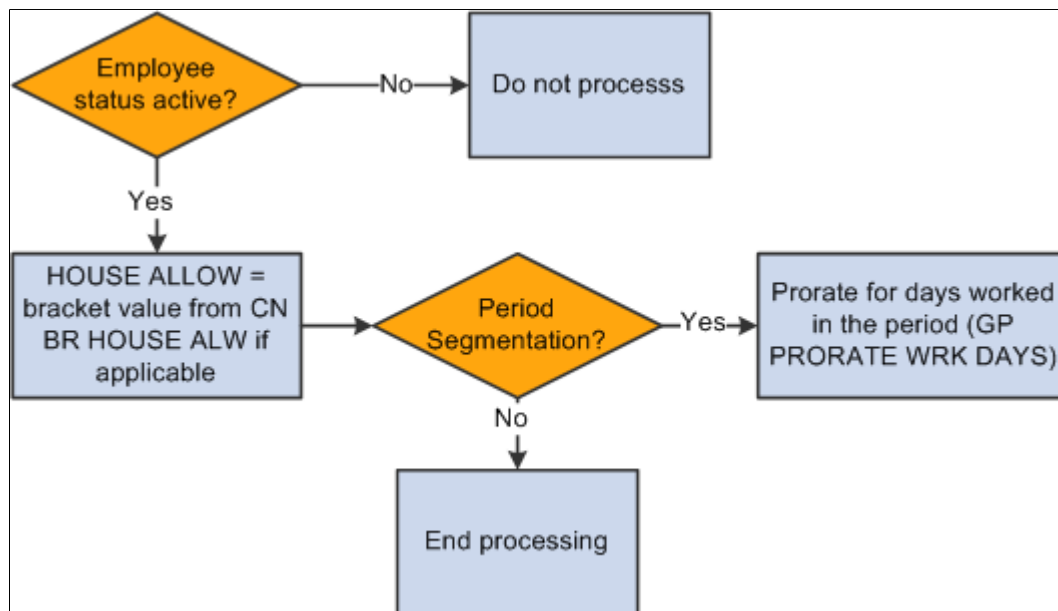 Employee
status active?
No
Do not processs
Yes
HOUSE ALLOW =
bracket value from CN
BR HOUSE ALW if
applicable
Period
Segmentation?
Yes
Prorate for days worked
in the period (GP
PRORATE WRK DAYS)
No
End processing